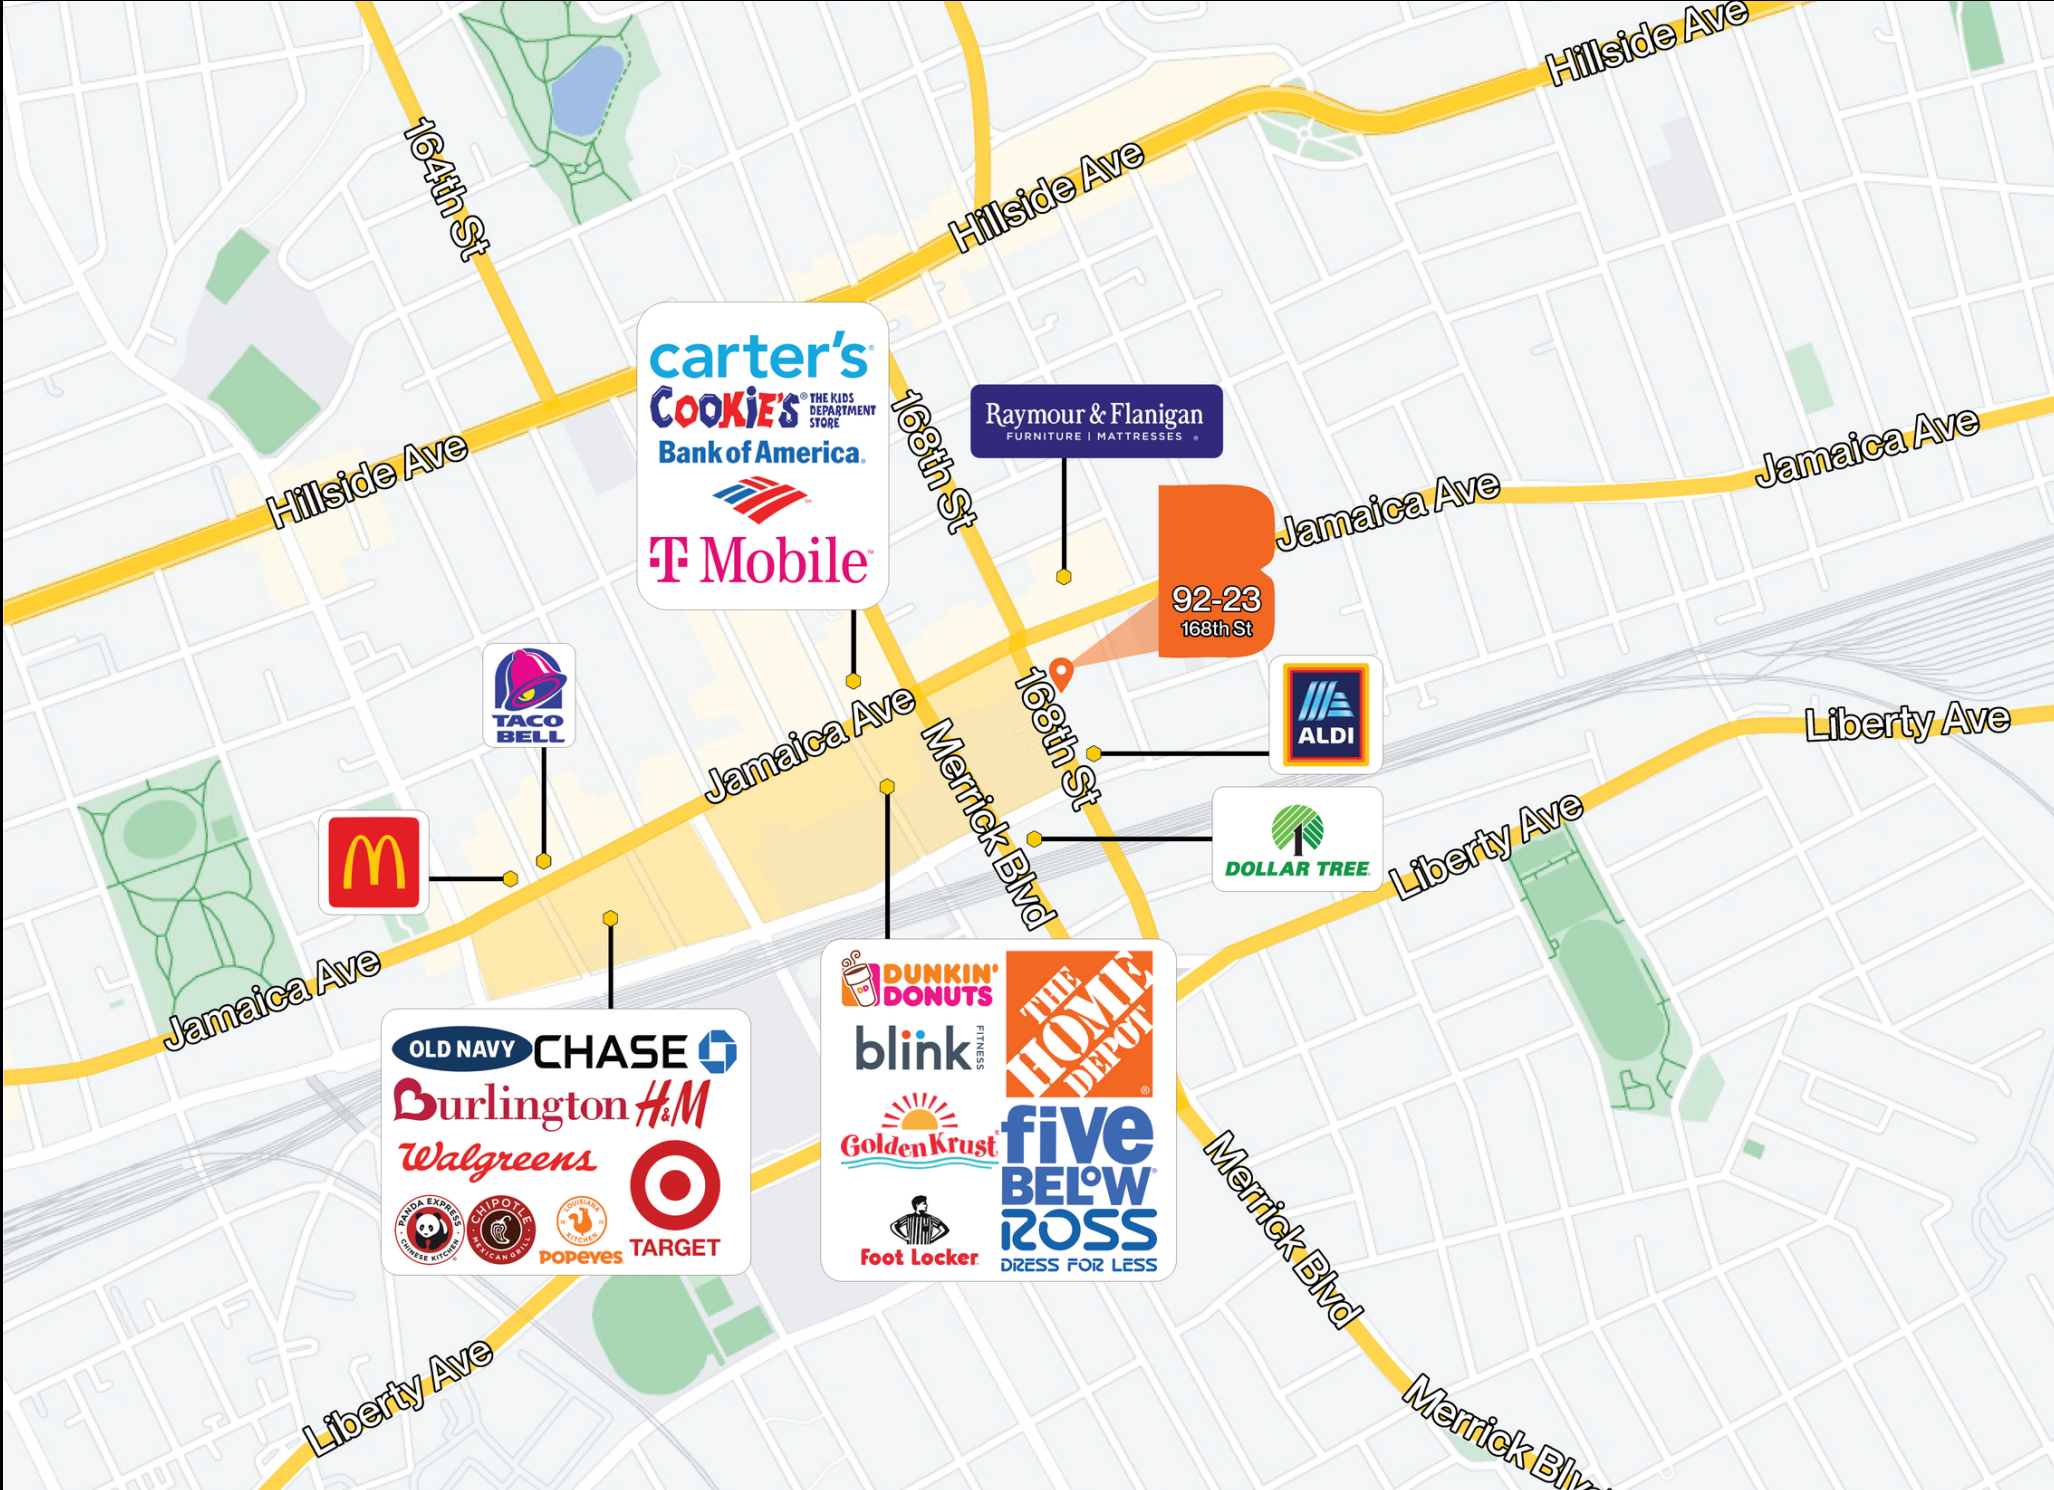 Hillside Ave
164th St
Hillside Ave
carter's®
COOKIE'S® THE KIDS
DEPARTMENT
STORE
Bank of America.
T Mobile™
168th St
Raymour & Flanigan
FURNITURE | MATTRESSES ®
Jamaica Ave
Jamaica Ave
Hillside Ave
92-23
168th St
TACO
BELL
168th St
ALDI
Liberty Ave
Jamaica Ave
Merrick Blvd
DOLLAR TREE
Liberty Ave
Jamaica Ave
OLD NAVY
CHASE
Burlington
H&M
Walgreens
PANDA EXPRESS
CHINESE KITCHEN
CHIPOTLE
MEXICAN GRILL
LOUISIANA
KITCHEN
POPEYES
TARGET
DUNKIN'
DONUTS
blink
FITNESS
Golden Krust
Foot Locker
THE
HOME
DEPOT
®
five
BELOW
ROSS
DRESS FOR LESS
Merrick Blvd
Liberty Ave
Merrick Blv